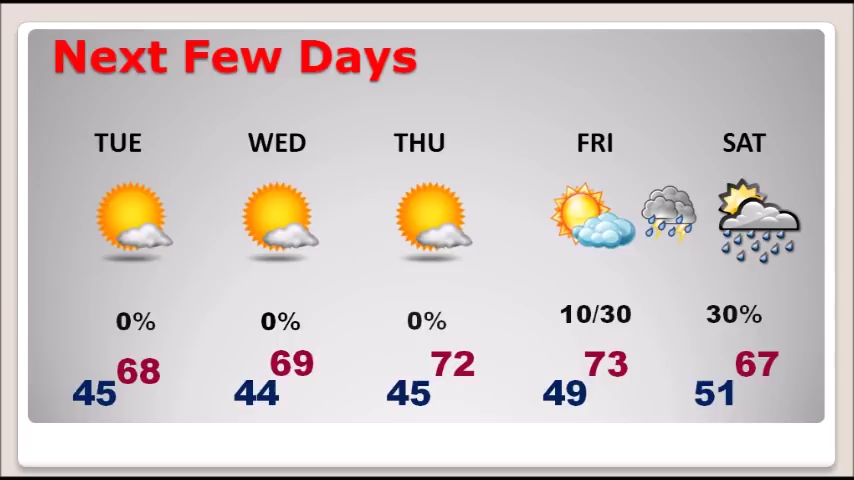 Next Few Days
TUE WED THU FRI SAT
0% 0% 0% 10/30 30%
68 69 72 73 67
45 44 45 49 51